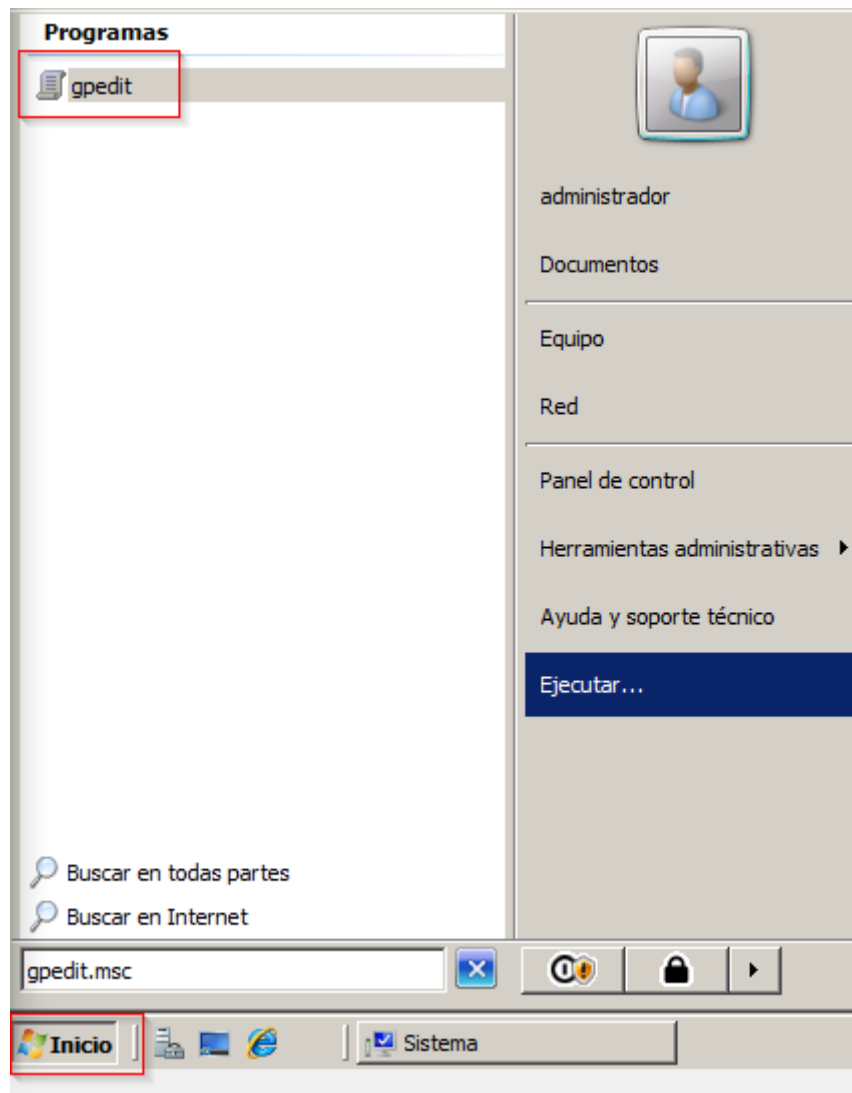 Programas
gpedit
administrador
Documentos
Equipo
Red
Panel de control
Herramientas administrativas
Ayuda y soporte técnico
Ejecutar...
Buscar en todas partes
Buscar en Internet
gpedit.msc
Inicio
Sistema